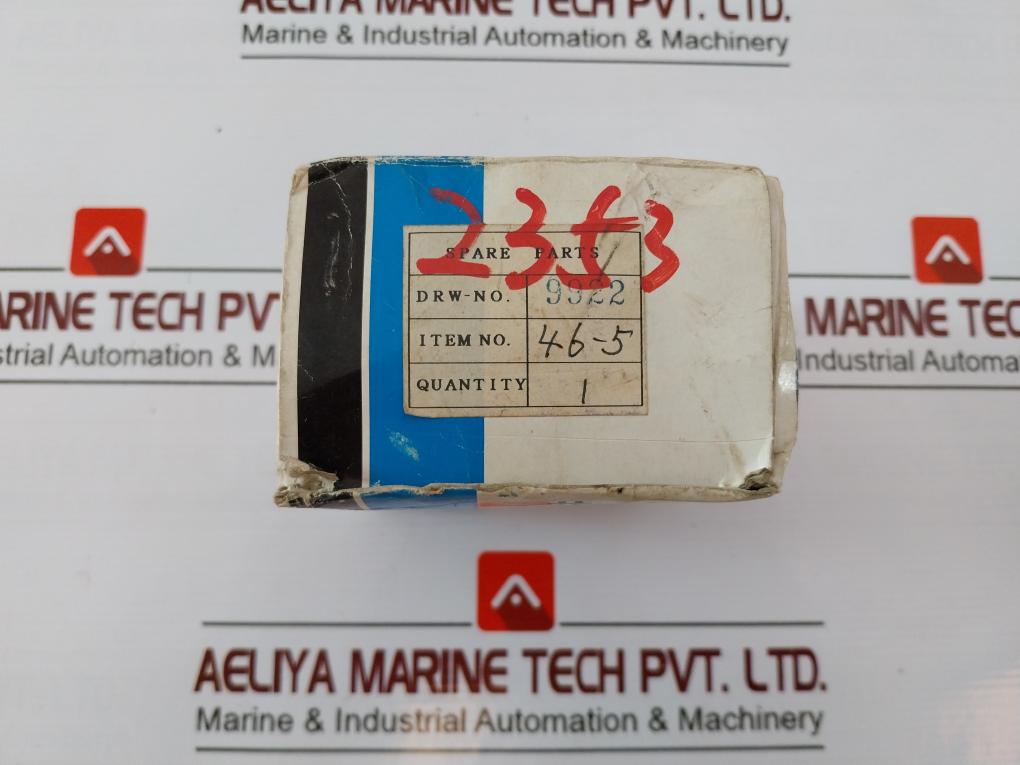 AELIYA MARINE TECH PVT. LTD.
Marine & Industrial Automation & Machinery
2353
SPARE PARTS
DRW-NO. 9922
ITEM NO. 46-5
QUANTITY 1
ARINE TECH PVT
strial Automation & M
MARINE TEC
Industrial Automa
AELIYA MARINE TECH PVT. LTD.
Marine & Industrial Automation & Machinery